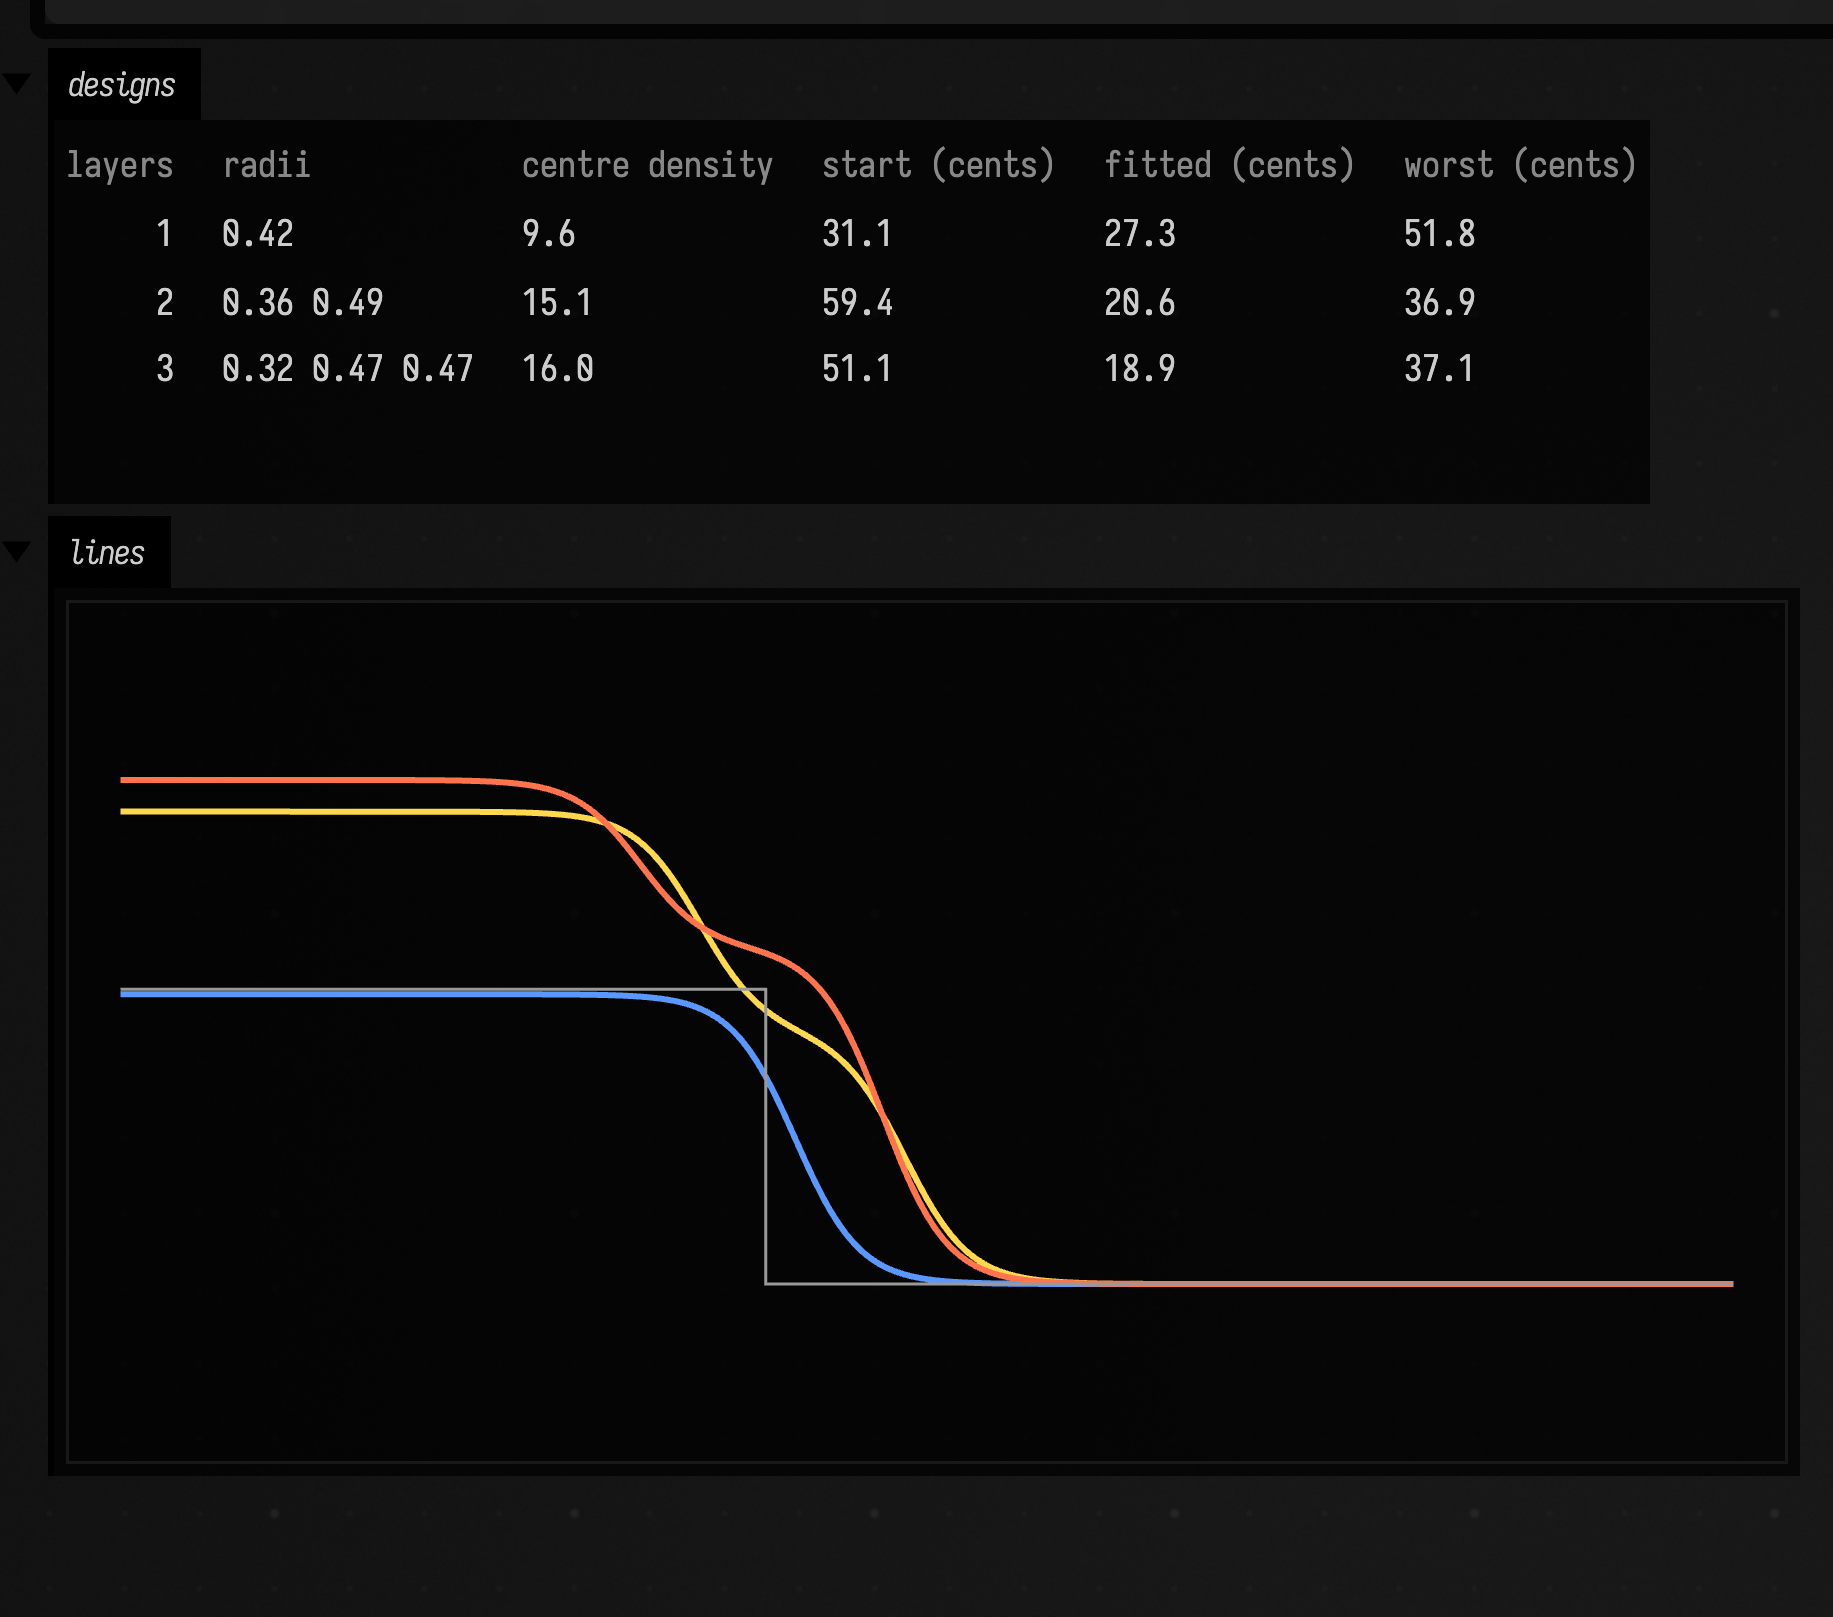 designs
layers radii centre density start (cents) fitted (cents) worst (cents)
1 0.42 9.6 31.1 27.3 51.8
2 0.36 0.49 15.1 59.4 20.6 36.9
3 0.32 0.47 0.47 16.0 51.1 18.9 37.1
lines